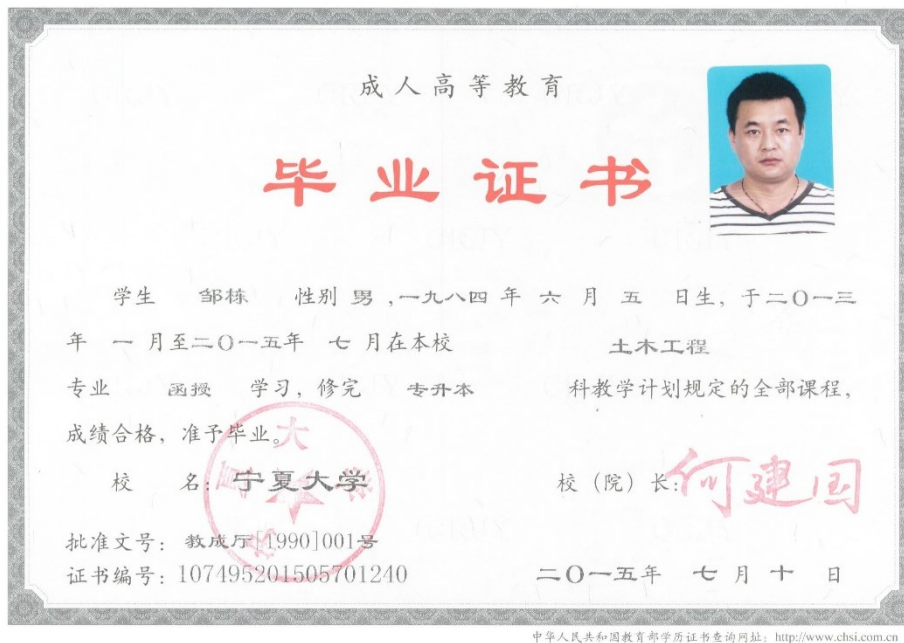 成人高等教育
毕业证书
学生 邹栋 性别 男 ,一九八四 年 六 月 五 日生, 于二〇一三
年 一 月至二〇一五年 七 月在本校 土木工程
专业 函授 学习, 修完 专升本 科教学计划规定的全部课程,
成绩合格, 准予毕业。
校 名: 宁夏大学 校（院）长: 何建国
批准文号: 教成厅[1990]001号
证书编号: 107495201505701240 二〇一五年 七 月 十 日
中华人民共和国教育部学历证书查询网址: http://www.chsi.com.cn